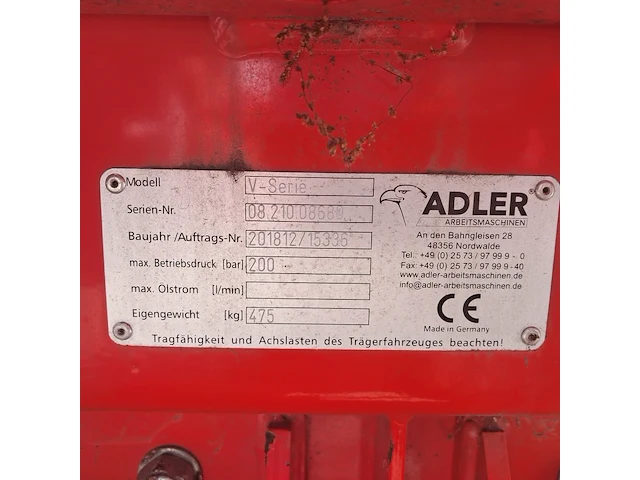 Modell V-Serie
Serien-Nr.
Baujahr /Auftrags-Nr. 201812/15336
max. Betriebsdruck [bar] 200
max. Ölstrom [l/min]
Eigengewicht [kg] 475
ADLER
ARBEITSMASCHINEN
An den Bahngleisen 28
48356 Nordwalde
Tel.: +49 (0) 25 73 / 97 99 9 - 0
Fax: +49 (0) 25 73 / 97 99 9 -40
www.adler-arbeitsmaschinen.de
info@adler-arbeitsmaschinen.de
CE
Made in Germany
Tragfähigkeit und Achslasten des Trägerfahrzeuges beachten!